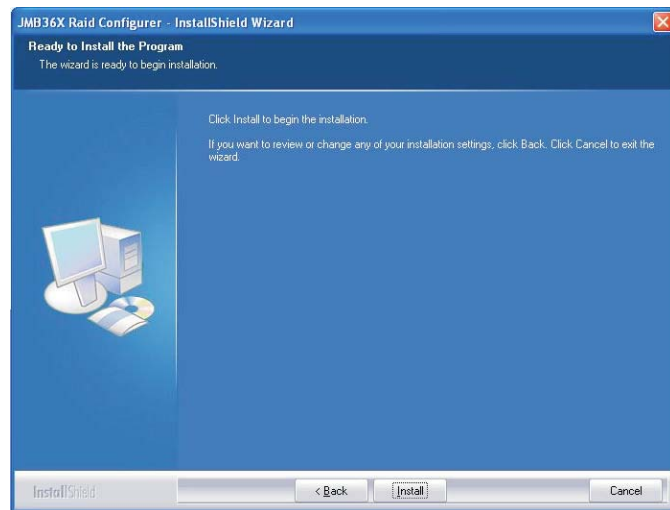 JMB36X Raid Configurer - InstallShield Wizard
Ready to Install the Program
The wizard is ready to begin installation.
Click Install to begin the installation.
If you want to review or change any of your installation settings, click Back. Click Cancel to exit the
wizard.
InstallShield
< Back
Install
Cancel